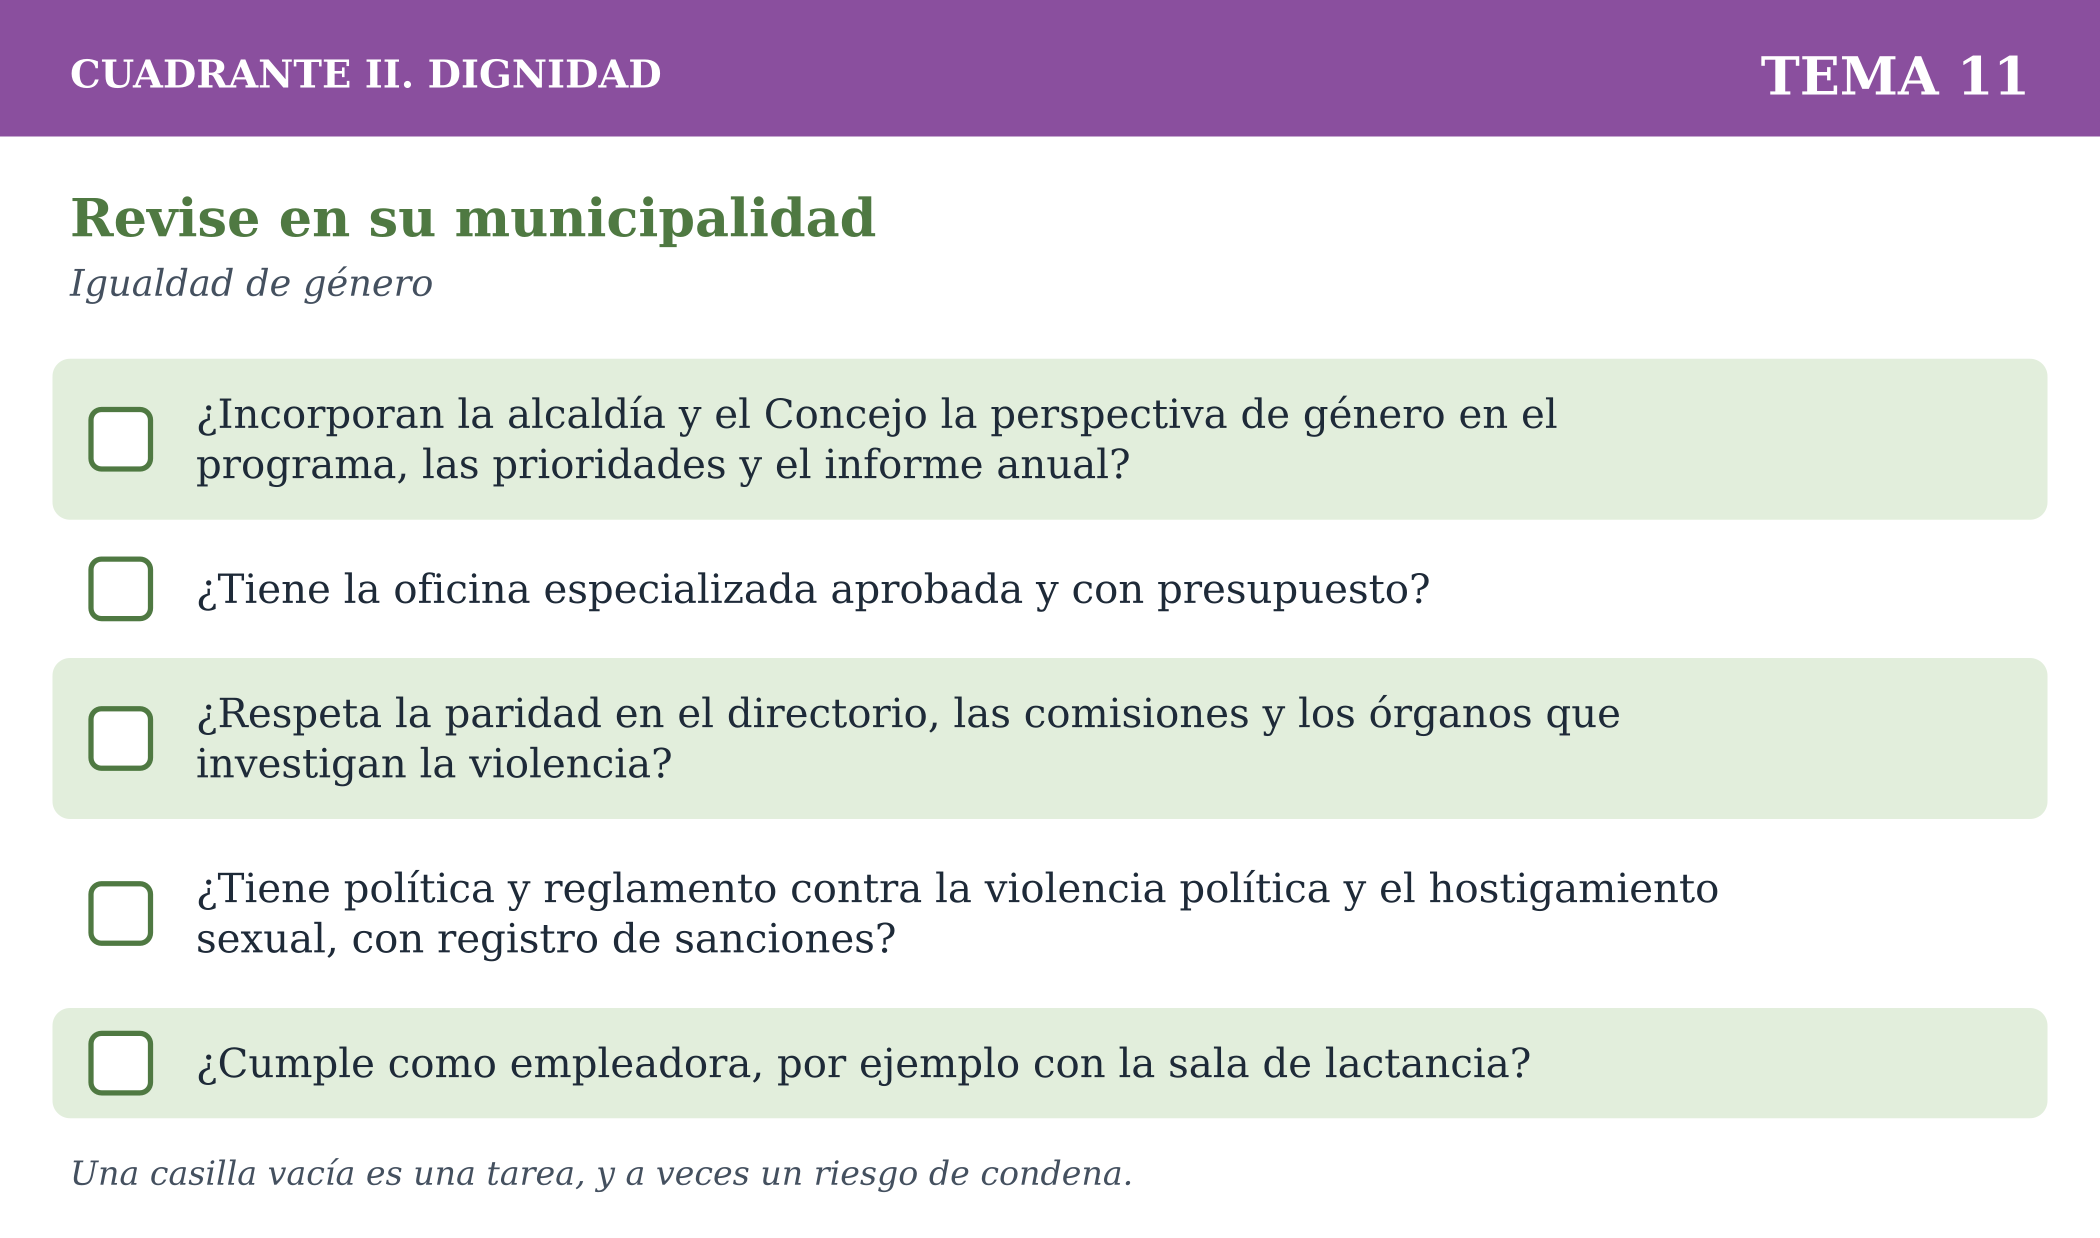 CUADRANTE II. DIGNIDAD
TEMA 11
Revise en su municipalidad
Igualdad de género
¿Incorporan la alcaldía y el Concejo la perspectiva de género en el
programa, las prioridades y el informe anual?
¿Tiene la oficina especializada aprobada y con presupuesto?
¿Respeta la paridad en el directorio, las comisiones y los órganos que
investigan la violencia?
¿Tiene política y reglamento contra la violencia política y el hostigamiento
sexual, con registro de sanciones?
¿Cumple como empleadora, por ejemplo con la sala de lactancia?
Una casilla vacía es una tarea, y a veces un riesgo de condena.